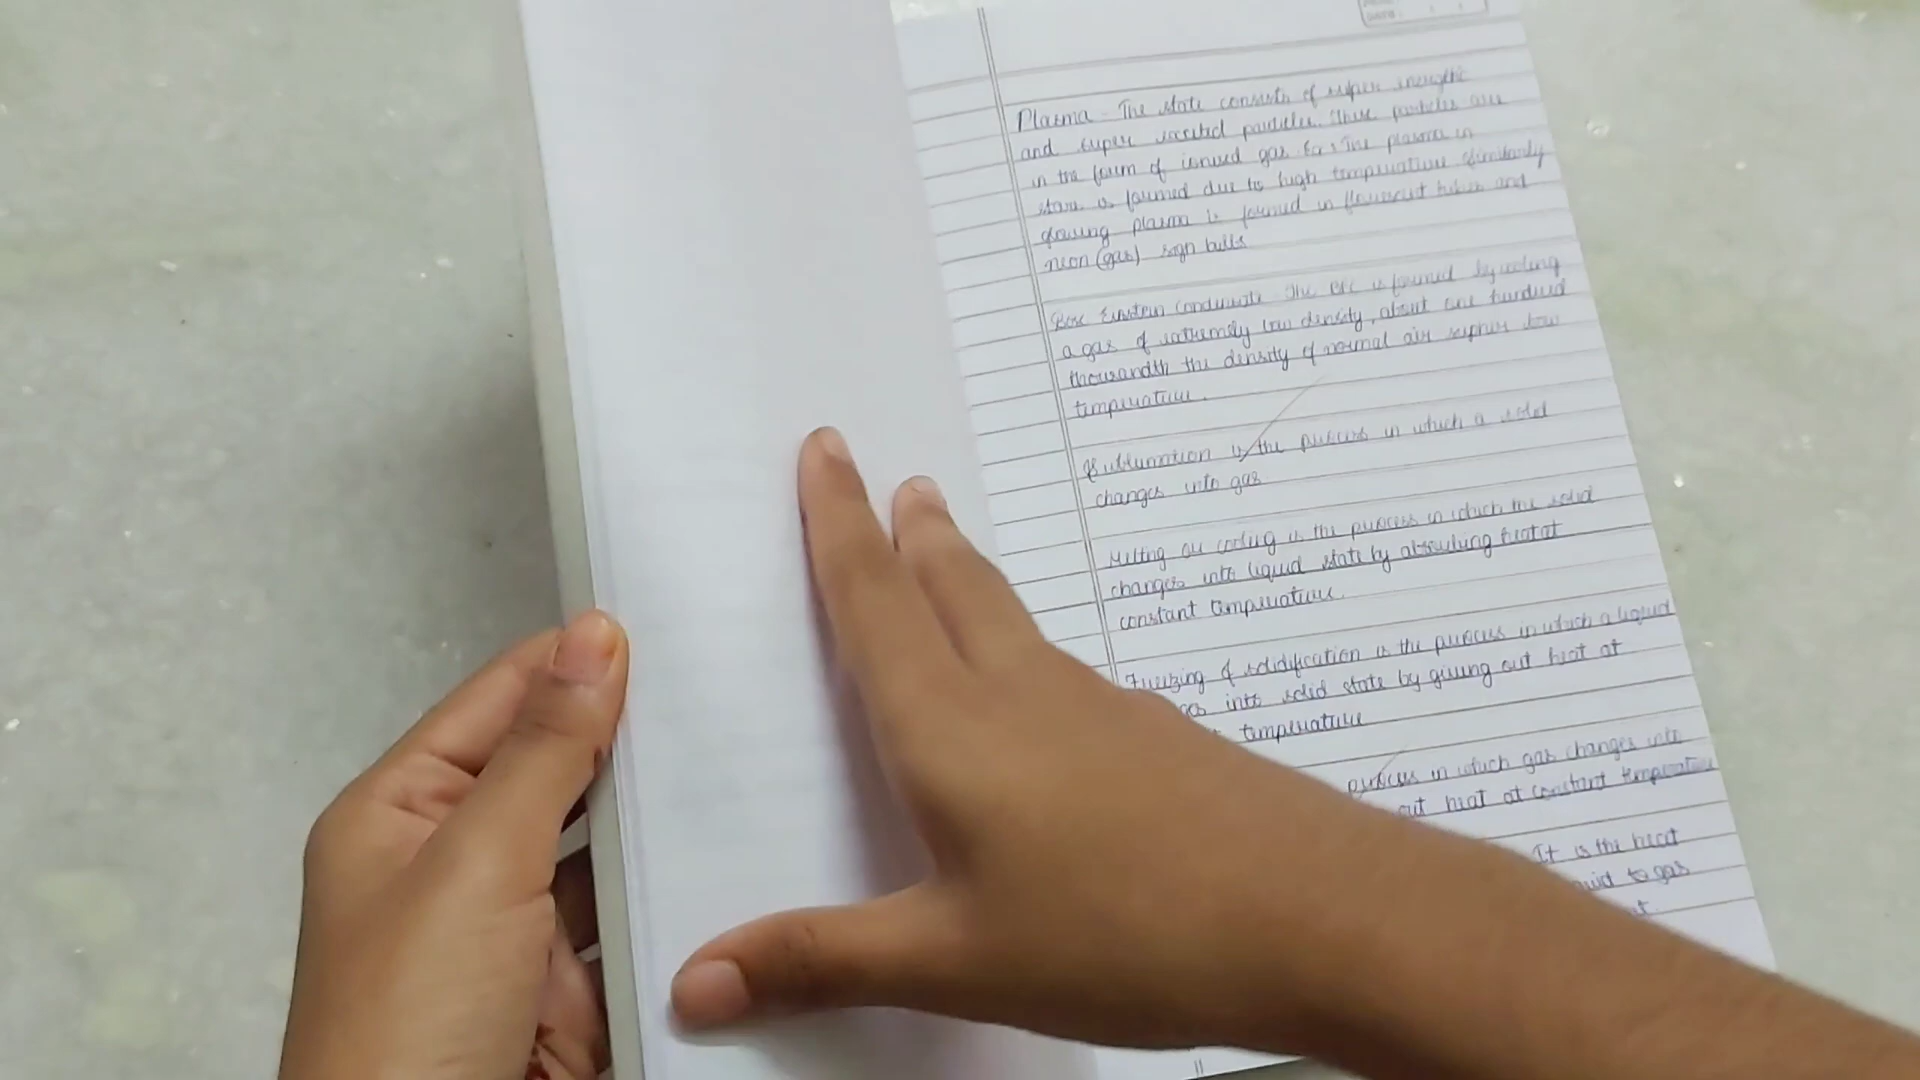 Plasma - The state consists of super energetic
and super excited particles. These particles are
in the form of ionised gas. Ex: The plasma in
stars is formed due to high temperature similarly
glowing plasma is formed in flourescent tubes and
neon (gas) sign bulbs
Bose Einstein condensate The BEC is formed by cooling
a gas of extremely low density, about one hundred
thousandth the density of normal air supher low
temperature.
Sublimation is the process in which a solid
changes into gas
Melting or is the process in which the solid
changes into liquid state by absorbing heat at
constant temperature.
Freezing of solidification is the process in which a liquid
ges into solid state by giving out heat at
temperature
process in which gas changes into
out heat at constant temperature
It is the heat
to gas